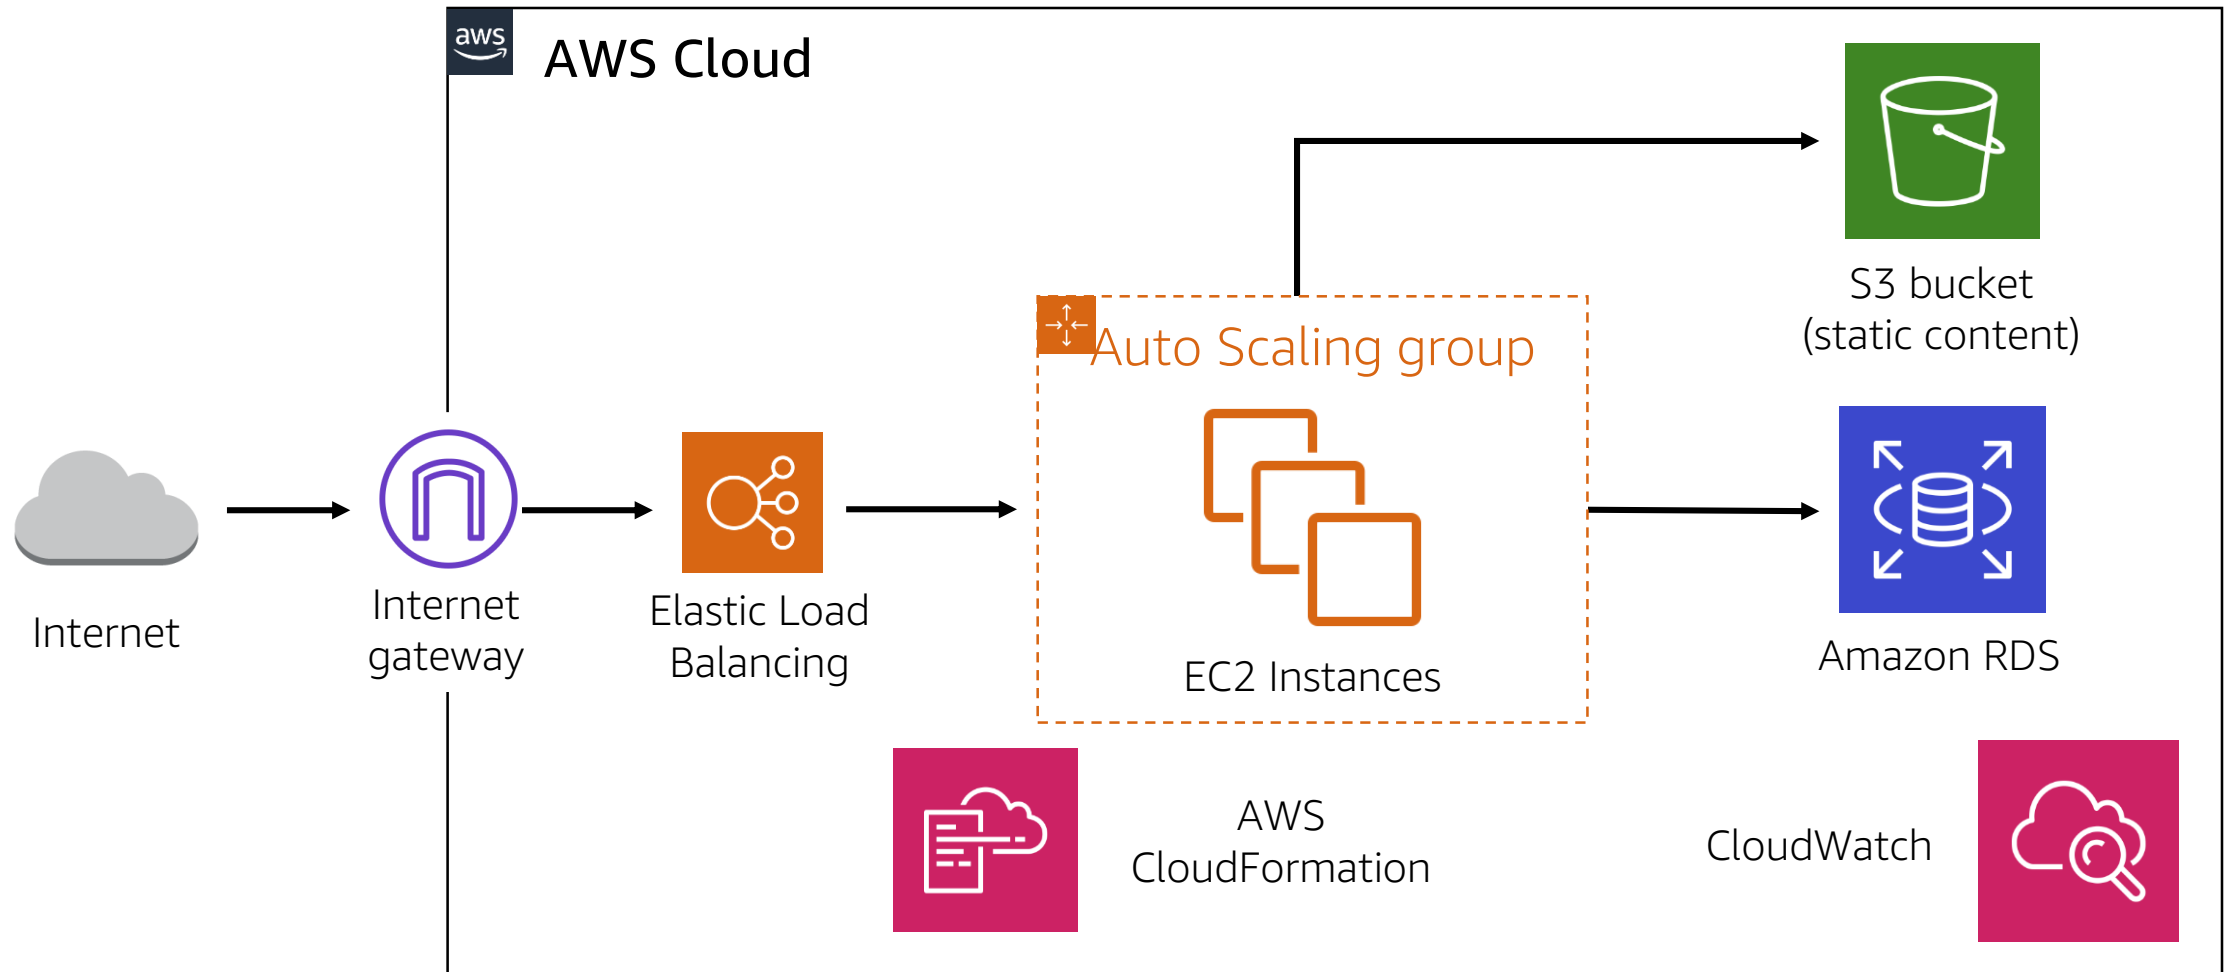 aws
AWS Cloud
S3 bucket
(static content)
Auto Scaling group
Internet
Internet
gateway
Elastic Load
Balancing
EC2 Instances
Amazon RDS
AWS
CloudFormation
CloudWatch